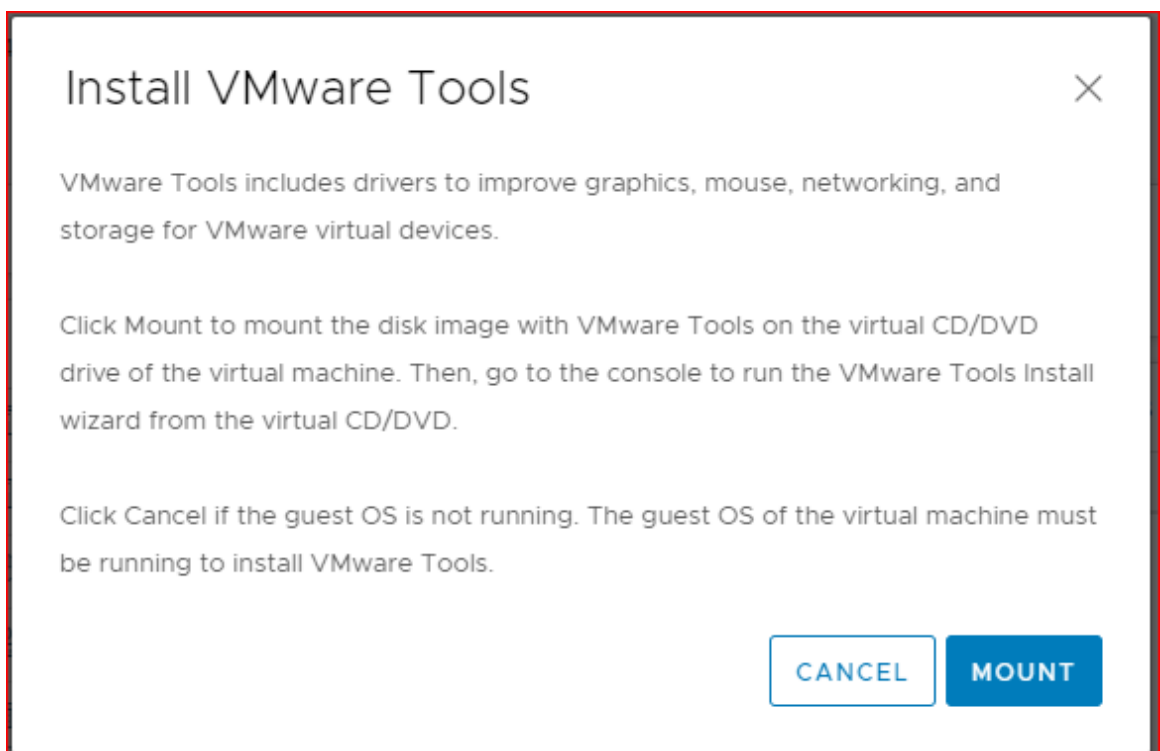 Install VMware Tools
VMware Tools includes drivers to improve graphics, mouse, networking, and
storage for VMware virtual devices.
Click Mount to mount the disk image with VMware Tools on the virtual CD/DVD
drive of the virtual machine. Then, go to the console to run the VMware Tools Install
wizard from the virtual CD/DVD.
Click Cancel if the guest OS is not running. The guest OS of the virtual machine must
be running to install VMware Tools.
CANCEL MOUNT